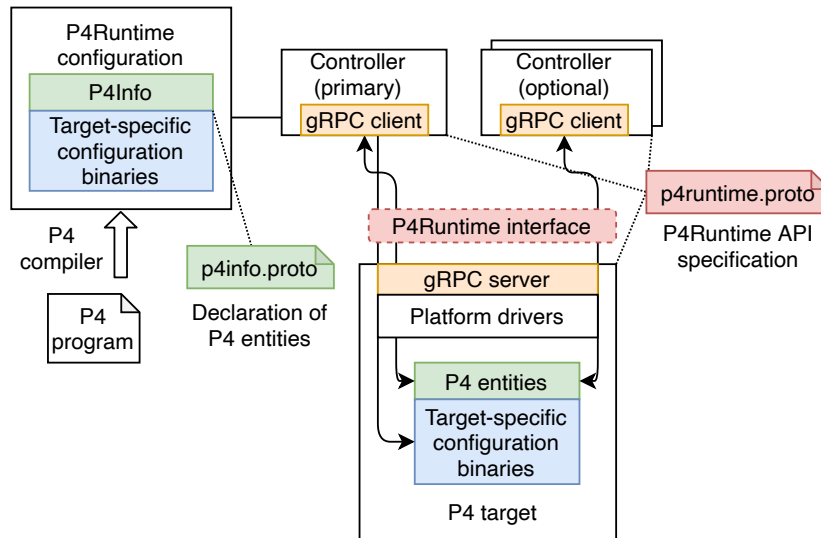 P4Runtime
configuration
P4Info
Target-specific
configuration
binaries
P4
compiler
P4
program
p4info.proto
Declaration of
P4 entities
Controller
(primary)
gRPC client
Controller
(optional)
gRPC client
P4Runtime interface
p4runtime.proto
P4Runtime API
specification
gRPC server
Platform drivers
P4 entities
Target-specific
configuration
binaries
P4 target